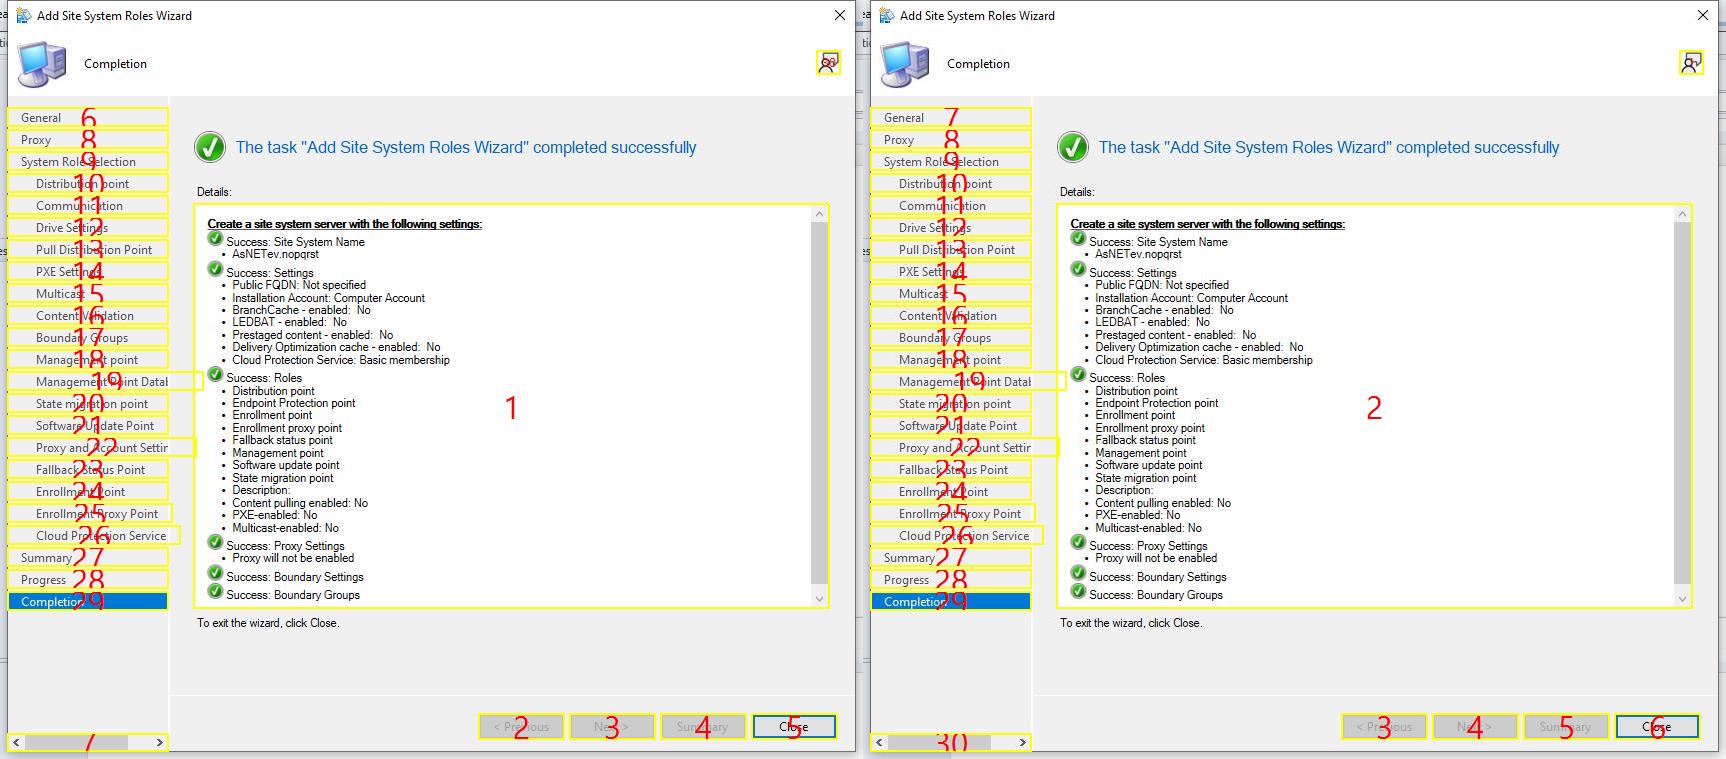 Add Site System Roles Wizard
Completion
30
General 6
Proxy 8
System Role Selection 9
Distribution point 10
Communication 11
Drive Settings 12
Pull Distribution Point 13
PXE Settings 14
Multicast 15
Content Validation 16
Boundary Groups 17
Management point 18
Management Point Datab 19
State migration point 20
Software Update Point 21
Proxy and Account Settin 22
Fallback Status Point 23
Enrollment Point 24
Enrollment Proxy Point 25
Cloud Protection Service 26
Summary 27
Progress 28
Completion 29
7
The task "Add Site System Roles Wizard" completed successfully
Details:
Create a site system server with the following settings:
Success: Site System Name
• AsNETev.nopqrst
Success: Settings
• Public FQDN: Not specified
• Installation Account: Computer Account
• BranchCache - enabled: No
• LEDBAT - enabled: No
• Prestaged content - enabled: No
• Delivery Optimization cache - enabled: No
• Cloud Protection Service: Basic membership
Success: Roles
• Distribution point
• Endpoint Protection point
• Enrollment point
• Enrollment proxy point
• Fallback status point
• Management point
• Software update point
• State migration point
• Description:
• Content pulling enabled: No
• PXE-enabled: No
• Multicast-enabled: No
Success: Proxy Settings
• Proxy will not be enabled
Success: Boundary Settings
Success: Boundary Groups
1
To exit the wizard, click Close.
< Previous 2
Next > 3
Summary 4
Close 5
Add Site System Roles Wizard
Completion
1
General 7
Proxy 8
System Role Selection 9
Distribution point 10
Communication 11
Drive Settings 12
Pull Distribution Point 13
PXE Settings 14
Multicast 15
Content Validation 16
Boundary Groups 17
Management point 18
Management Point Datab 19
State migration point 20
Software Update Point 21
Proxy and Account Settin 22
Fallback Status Point 23
Enrollment Point 24
Enrollment Proxy Point 25
Cloud Protection Service 26
Summary 27
Progress 28
Completion 29
30
The task "Add Site System Roles Wizard" completed successfully
Details:
Create a site system server with the following settings:
Success: Site System Name
• AsNETev.nopqrst
Success: Settings
• Public FQDN: Not specified
• Installation Account: Computer Account
• BranchCache - enabled: No
• LEDBAT - enabled: No
• Prestaged content - enabled: No
• Delivery Optimization cache - enabled: No
• Cloud Protection Service: Basic membership
Success: Roles
• Distribution point
• Endpoint Protection point
• Enrollment point
• Enrollment proxy point
• Fallback status point
• Management point
• Software update point
• State migration point
• Description:
• Content pulling enabled: No
• PXE-enabled: No
• Multicast-enabled: No
Success: Proxy Settings
• Proxy will not be enabled
Success: Boundary Settings
Success: Boundary Groups
2
To exit the wizard, click Close.
< Previous 3
Next > 4
Summary 5
Close 6